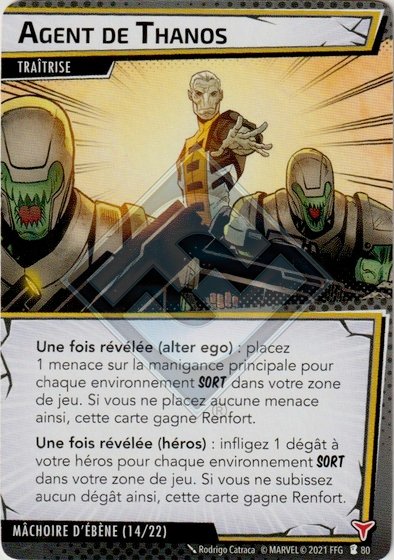 AGENT DE THANOS
TRAÎTRISE
Une fois révélée (alter ego) : placez
1 menace sur la manigance principale pour
chaque environnement SORT dans votre zone
de jeu. Si vous ne placez aucune menace
ainsi, cette carte gagne Renfort.
Une fois révélée (héros) : infligez 1 dégât à
votre héros pour chaque environnement SORT
dans votre zone de jeu. Si vous ne subissez
aucun dégât ainsi, cette carte gagne Renfort.
MÂCHOIRE D'ÉBÈNE (14/22)
Rodrigo Catraca © MARVEL © 2021 FFG 80